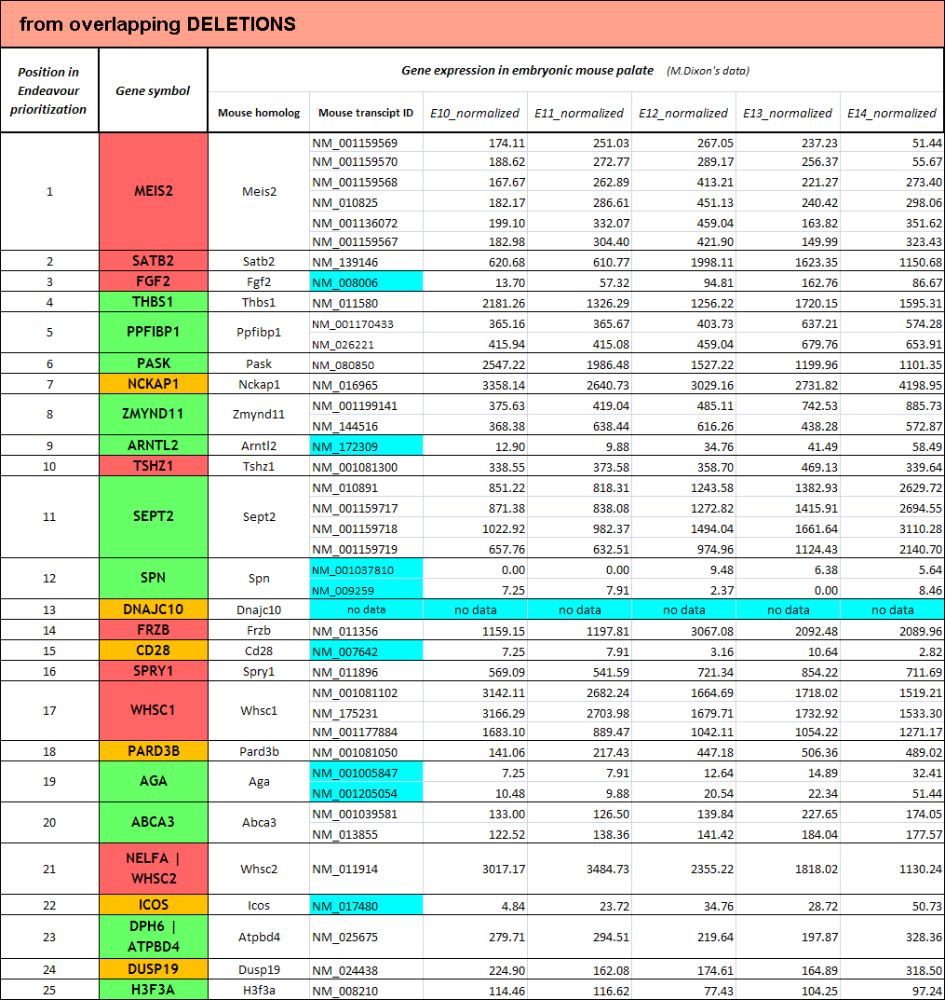 from overlapping DELETIONS
Position in Endeavour prioritization Gene symbol Gene expression in embryonic mouse palate (M.Dixon's data)
Mouse homolog Mouse transcipt ID E10_normalized E11_normalized E12_normalized E13_normalized E14_normalized
1 MEIS2 Meis2 NM_001159569 174.11 251.03 267.05 237.23 51.44
NM_001159570 188.62 272.77 289.17 256.37 55.67
NM_001159568 167.67 262.89 413.21 221.27 273.40
NM_010825 182.17 286.61 451.13 240.42 298.06
NM_001136072 199.10 332.07 459.04 163.82 351.62
NM_001159567 182.98 304.40 421.90 149.99 323.43
2 SATB2 Satb2 NM_139146 620.68 610.77 1998.11 1623.35 1150.68
3 FGF2 Fgf2 NM_008006 13.70 57.32 94.81 162.76 86.67
4 THBS1 Thbs1 NM_011580 2181.26 1326.29 1256.22 1720.15 1595.31
5 PPFIBP1 Ppfibp1 NM_001170433 365.16 365.67 403.73 637.21 574.28
NM_026221 415.94 415.08 459.04 679.76 653.91
6 PASK Pask NM_080850 2547.22 1986.48 1527.22 1199.96 1101.35
7 NCKAP1 Nckap1 NM_016965 3358.14 2640.73 3029.16 2731.82 4198.95
8 ZMYND11 Zmynd11 NM_001199141 375.63 419.04 485.11 742.53 885.73
NM_144516 368.38 638.44 616.26 438.28 572.87
9 ARNTL2 Arntl2 NM_172309 12.90 9.88 34.76 41.49 58.49
10 TSHZ1 Tshz1 NM_001081300 338.55 373.58 358.70 469.13 339.64
11 SEPT2 Sept2 NM_010891 851.22 818.31 1243.58 1382.93 2629.72
NM_001159717 871.38 838.08 1272.82 1415.91 2694.55
NM_001159718 1022.92 982.37 1494.04 1661.64 3110.28
NM_001159719 657.76 632.51 974.96 1124.43 2140.70
12 SPN Spn NM_001037810 0.00 0.00 9.48 6.38 5.64
NM_009259 7.25 7.91 2.37 0.00 8.46
13 DNAJC10 Dnajc10 no data no data no data no data no data no data
14 FRZB Frzb NM_011356 1159.15 1197.81 3067.08 2092.48 2089.96
15 CD28 Cd28 NM_007642 7.25 7.91 3.16 10.64 2.82
16 SPRY1 Spry1 NM_011896 569.09 541.59 721.34 854.22 711.69
17 WHSC1 Whsc1 NM_001081102 3142.11 2682.24 1664.69 1718.02 1519.21
NM_175231 3166.29 2703.98 1679.71 1732.92 1533.30
NM_001177884 1683.10 889.47 1042.11 1054.22 1271.17
18 PARD3B Pard3b NM_001081050 141.06 217.43 447.18 506.36 489.02
19 AGA Aga NM_001005847 7.25 7.91 12.64 14.89 32.41
NM_001205054 10.48 9.88 20.54 22.34 51.44
20 ABCA3 Abca3 NM_001039581 133.00 126.50 139.84 227.65 174.05
NM_013855 122.52 138.36 141.42 184.04 177.57
21 NELFA | WHSC2 Whsc2 NM_011914 3017.17 3484.73 2355.22 1818.02 1130.24
22 ICOS Icos NM_017480 4.84 23.72 34.76 28.72 50.73
23 DPH6 | ATPBD4 Atpbd4 NM_025675 279.71 294.51 219.64 197.87 328.36
24 DUSP19 Dusp19 NM_024438 224.90 162.08 174.61 164.89 318.50
25 H3F3A H3f3a NM_008210 114.46 116.62 77.43 104.25 97.24